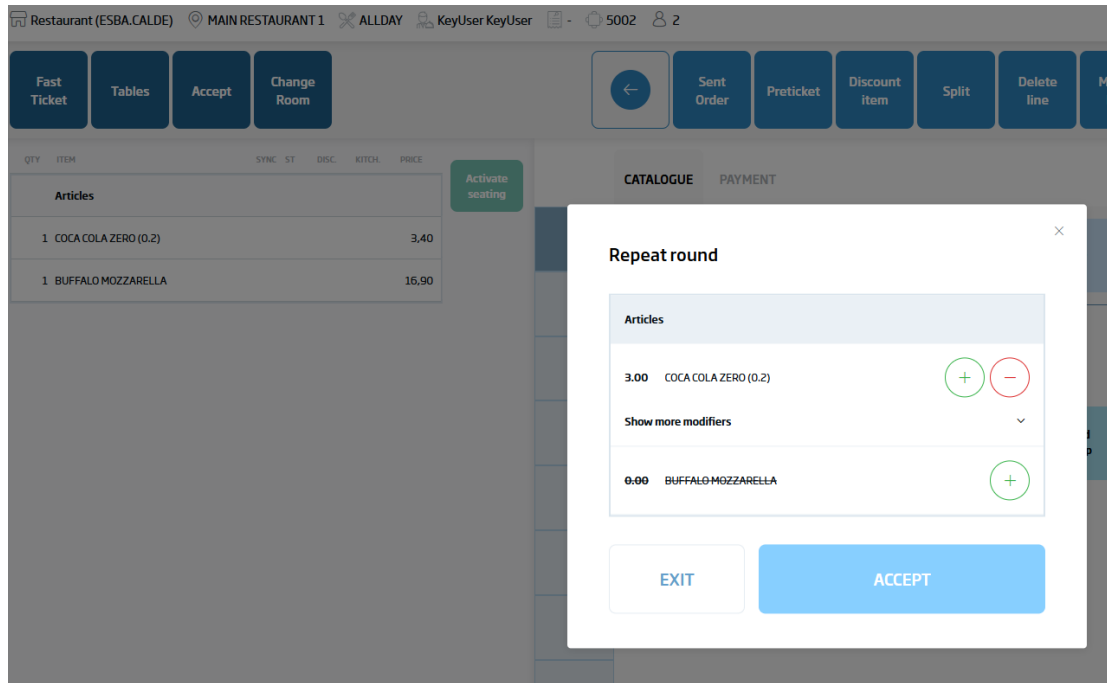 Restaurant (ESBA.CALDE) MAIN RESTAURANT 1 ALLDAY KeyUser KeyUser - 5002 2
Fast Ticket
Tables
Accept
Change Room
Sent Order
Preticket
Discount item
Split
Delete line
QTY ITEM SYNC ST DISC. KITCH. PRICE
Articles
1 COCA COLA ZERO (0.2) 3,40
1 BUFFALO MOZZARELLA 16,90
Activate seating
CATALOGUE PAYMENT
Repeat round
Articles
3.00 COCA COLA ZERO (0.2)
Show more modifiers
0.00 BUFFALO MOZZARELLA
EXIT ACCEPT